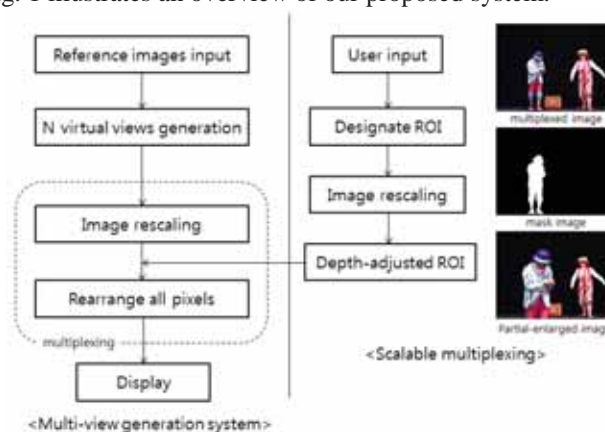 g. 1 illustrates an overview of our proposed system.
Reference images input
N virtual views generation
Image rescaling
Rearrange all pixels
multiplexing
Display
<Multi-view generation system>
User input
Designate ROI
Image rescaling
Depth-adjusted ROI
<Scalable multiplexing>
multiplexed image
mask image
Partial-enlarged imag